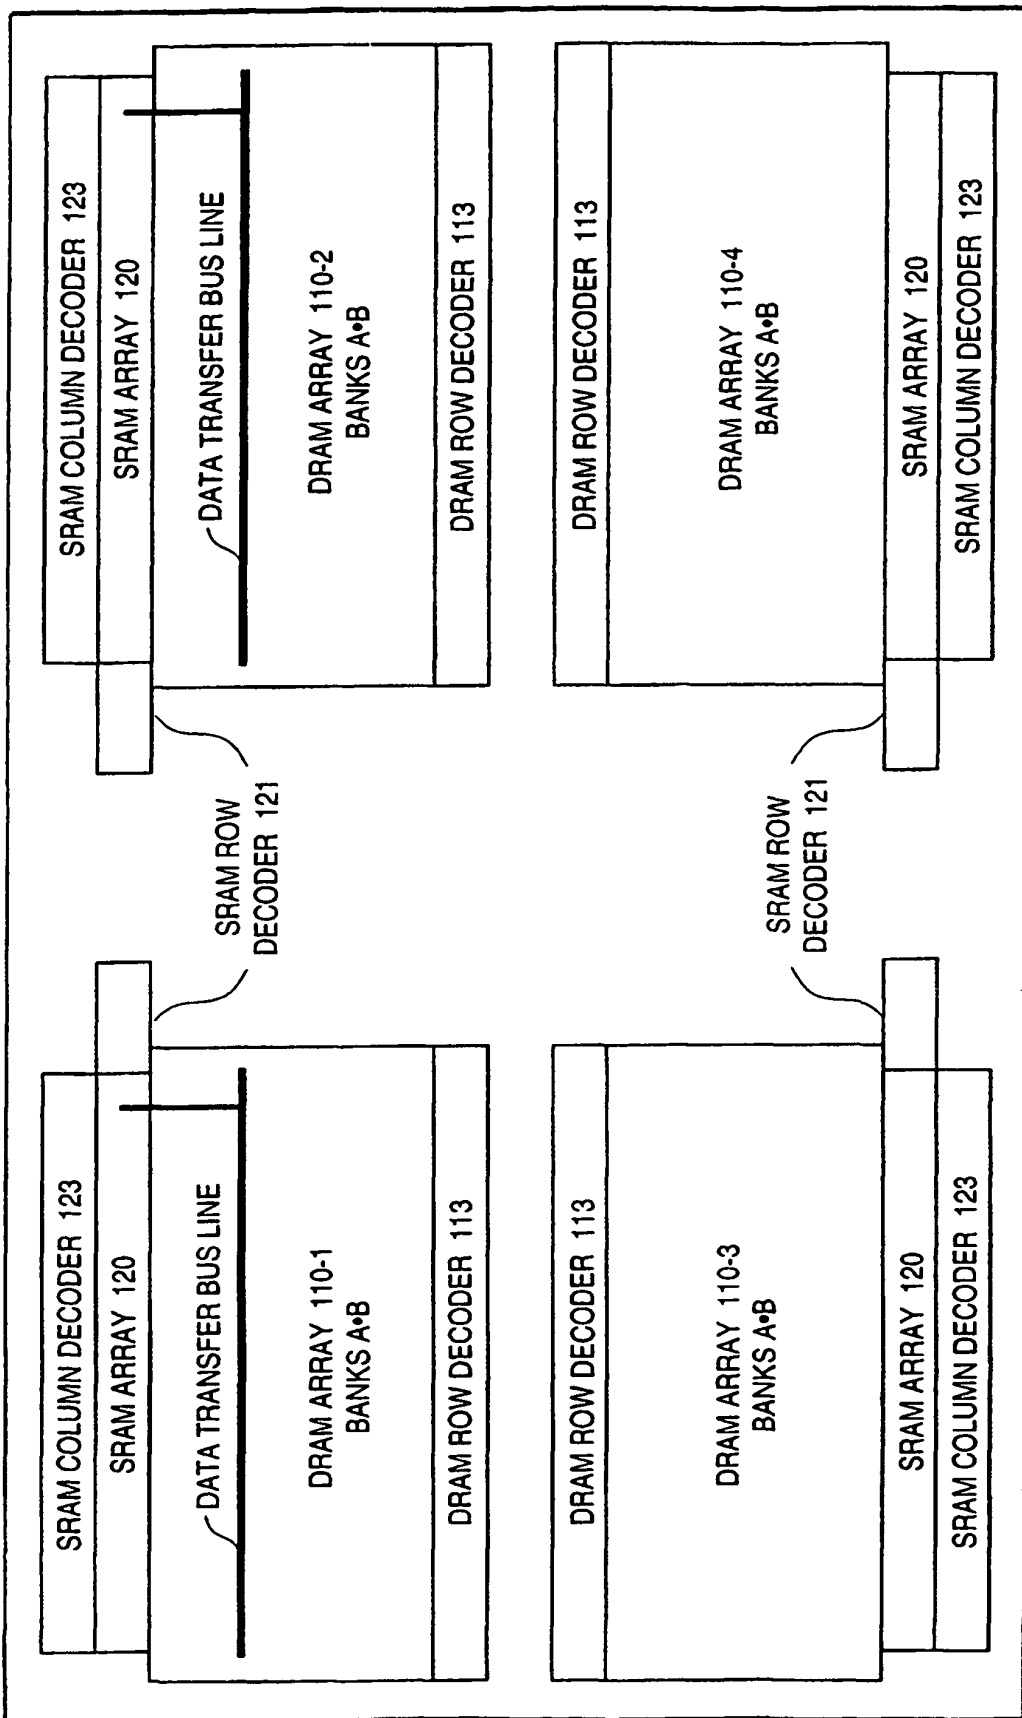 SRAM COLUMN DECODER 123
SRAM ARRAY 120
DATA TRANSFER BUS LINE
DRAM ARRAY 110-1
BANKS A•B
DRAM ROW DECODER 113
SRAM ROW
DECODER 121
SRAM COLUMN DECODER 123
SRAM ARRAY 120
DATA TRANSFER BUS LINE
DRAM ARRAY 110-2
BANKS A•B
DRAM ROW DECODER 113
DRAM ROW DECODER 113
DRAM ARRAY 110-3
BANKS A•B
SRAM ARRAY 120
SRAM COLUMN DECODER 123
SRAM ROW
DECODER 121
DRAM ROW DECODER 113
DRAM ARRAY 110-4
BANKS A•B
SRAM ARRAY 120
SRAM COLUMN DECODER 123